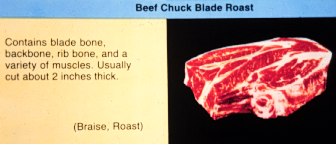 Beef Chuck Blade Roast
Contains blade bone,
backbone, rib bone, and a
variety of muscles. Usually
cut about 2 inches thick.
(Braise, Roast)